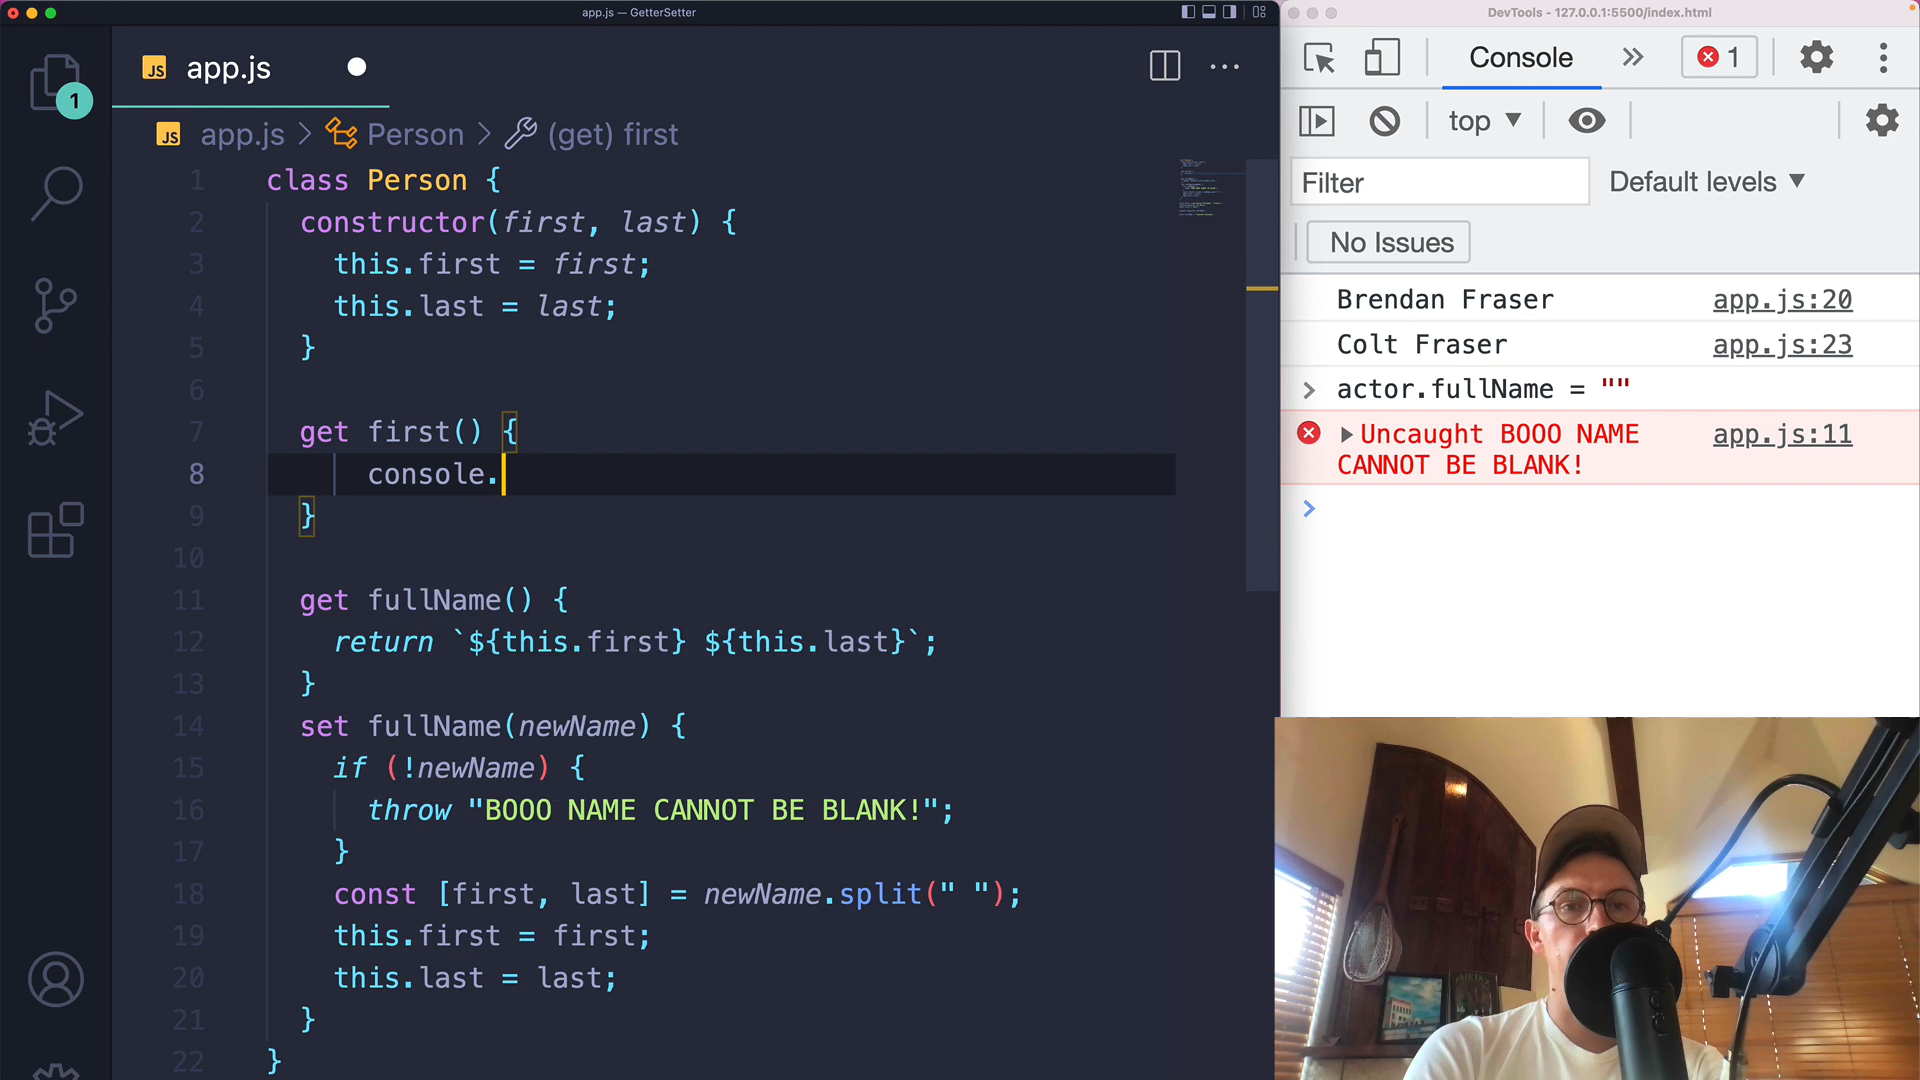 app.js — GetterSetter
JS app.js
1
JS app.js > Person > (get) first
1 class Person {
2 constructor(first, last) {
3 this.first = first;
4 this.last = last;
5 }
6
7 get first() {
8 console.
9 }
10
11 get fullName() {
12 return `${this.first} ${this.last}`;
13 }
14 set fullName(newName) {
15 if (!newName) {
16 throw "BOOO NAME CANNOT BE BLANK!";
17 }
18 const [first, last] = newName.split(" ");
19 this.first = first;
20 this.last = last;
21 }
22 }
DevTools - 127.0.0.1:5500/index.html
Console
1
top
Filter
Default levels
No Issues
Brendan Fraser app.js:20
Colt Fraser app.js:23
> actor.fullName = ""
Uncaught BOOO NAME app.js:11
CANNOT BE BLANK!
>